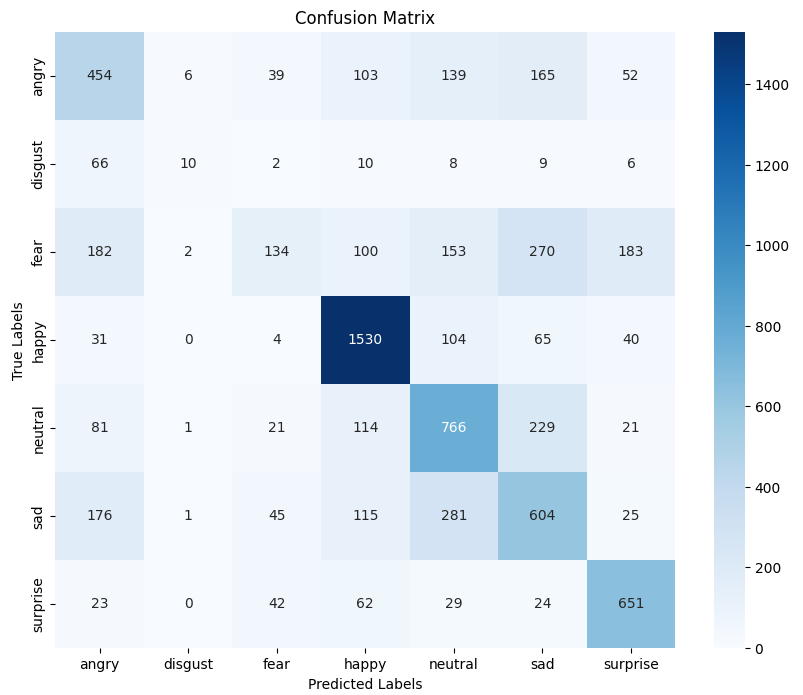 Confusion Matrix
angry 454 6 39 103 139 165 52
disgust 66 10 2 10 8 9 6
fear 182 2 134 100 153 270 183
happy 31 0 4 1530 104 65 40
neutral 81 1 21 114 766 229 21
sad 176 1 45 115 281 604 25
surprise 23 0 42 62 29 24 651
angry disgust fear happy neutral sad surprise
True Labels
Predicted Labels
1400
1200
1000
800
600
400
200
0